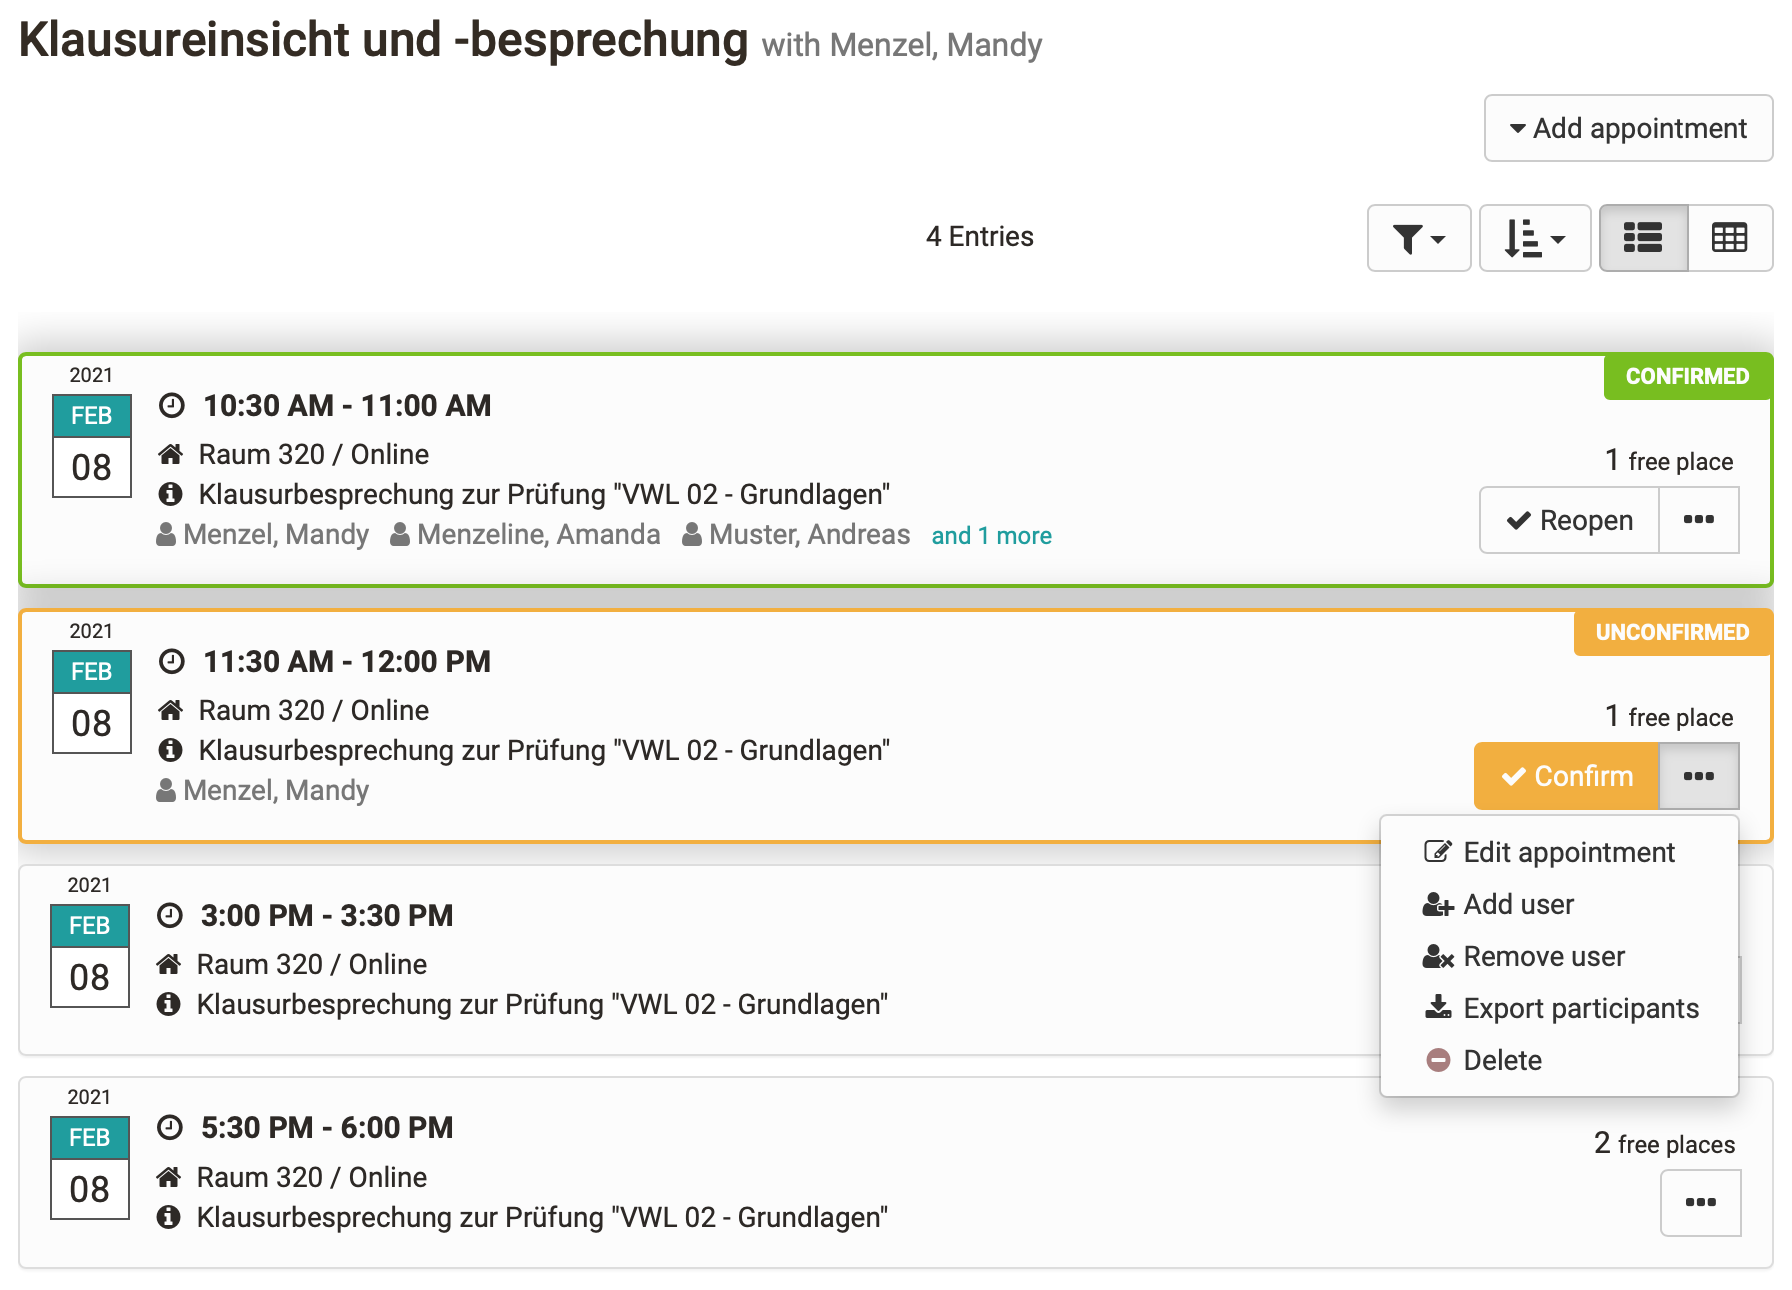 Klausureinsicht und -besprechung with Menzel, Mandy
Add appointment
4 Entries
2021
FEB
08
10:30 AM - 11:00 AM
Raum 320 / Online
Klausurbesprechung zur Prüfung "VWL 02 - Grundlagen"
Menzel, Mandy Menzeline, Amanda Muster, Andreas and 1 more
CONFIRMED
1 free place
Reopen
2021
FEB
08
11:30 AM - 12:00 PM
Raum 320 / Online
Klausurbesprechung zur Prüfung "VWL 02 - Grundlagen"
Menzel, Mandy
UNCONFIRMED
1 free place
Confirm
Edit appointment
Add user
Remove user
Export participants
Delete
2021
FEB
08
3:00 PM - 3:30 PM
Raum 320 / Online
Klausurbesprechung zur Prüfung "VWL 02 - Grundlagen"
2021
FEB
08
5:30 PM - 6:00 PM
Raum 320 / Online
Klausurbesprechung zur Prüfung "VWL 02 - Grundlagen"
2 free places